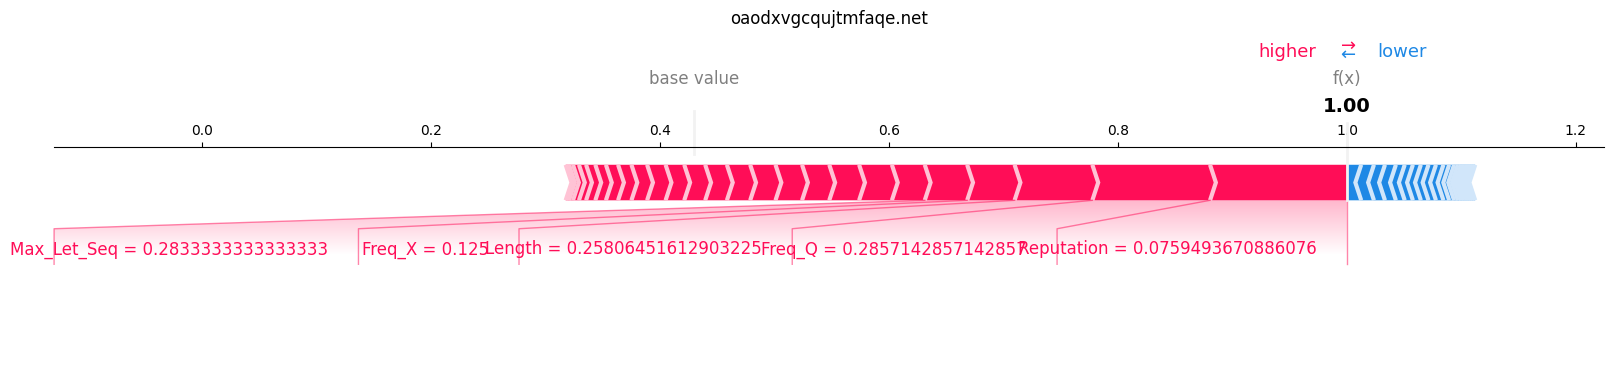 oaodxvgcqujtmfaqe.net
higher → ← lower
base value f(x)
1.00
0.0 0.2 0.4 0.6 0.8 1 0 1.2
Max_Let_Seq = 0.2833333333333333 Freq_X = 0.125 Length = 0.25806451612903225 Freq_Q = 0.2857142857142857 Reputation = 0.0759493670886076